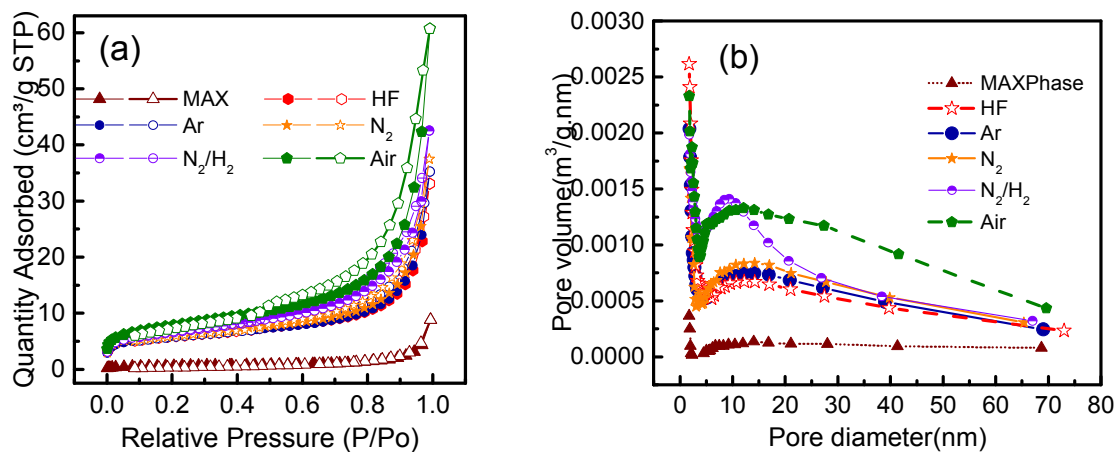 (a)
Quantity Adsorbed (cm³/g STP)
60
50
40
30
20
10
0
MAX
HF
Ar
N₂
N₂/H₂
Air
0.0 0.2 0.4 0.6 0.8 1.0
Relative Pressure (P/Po)
(b)
Pore volume(m³/g.nm)
0.0030
0.0025
0.0020
0.0015
0.0010
0.0005
0.0000
MAXPhase
HF
Ar
N₂
N₂/H₂
Air
0 10 20 30 40 50 60 70 80
Pore diameter(nm)